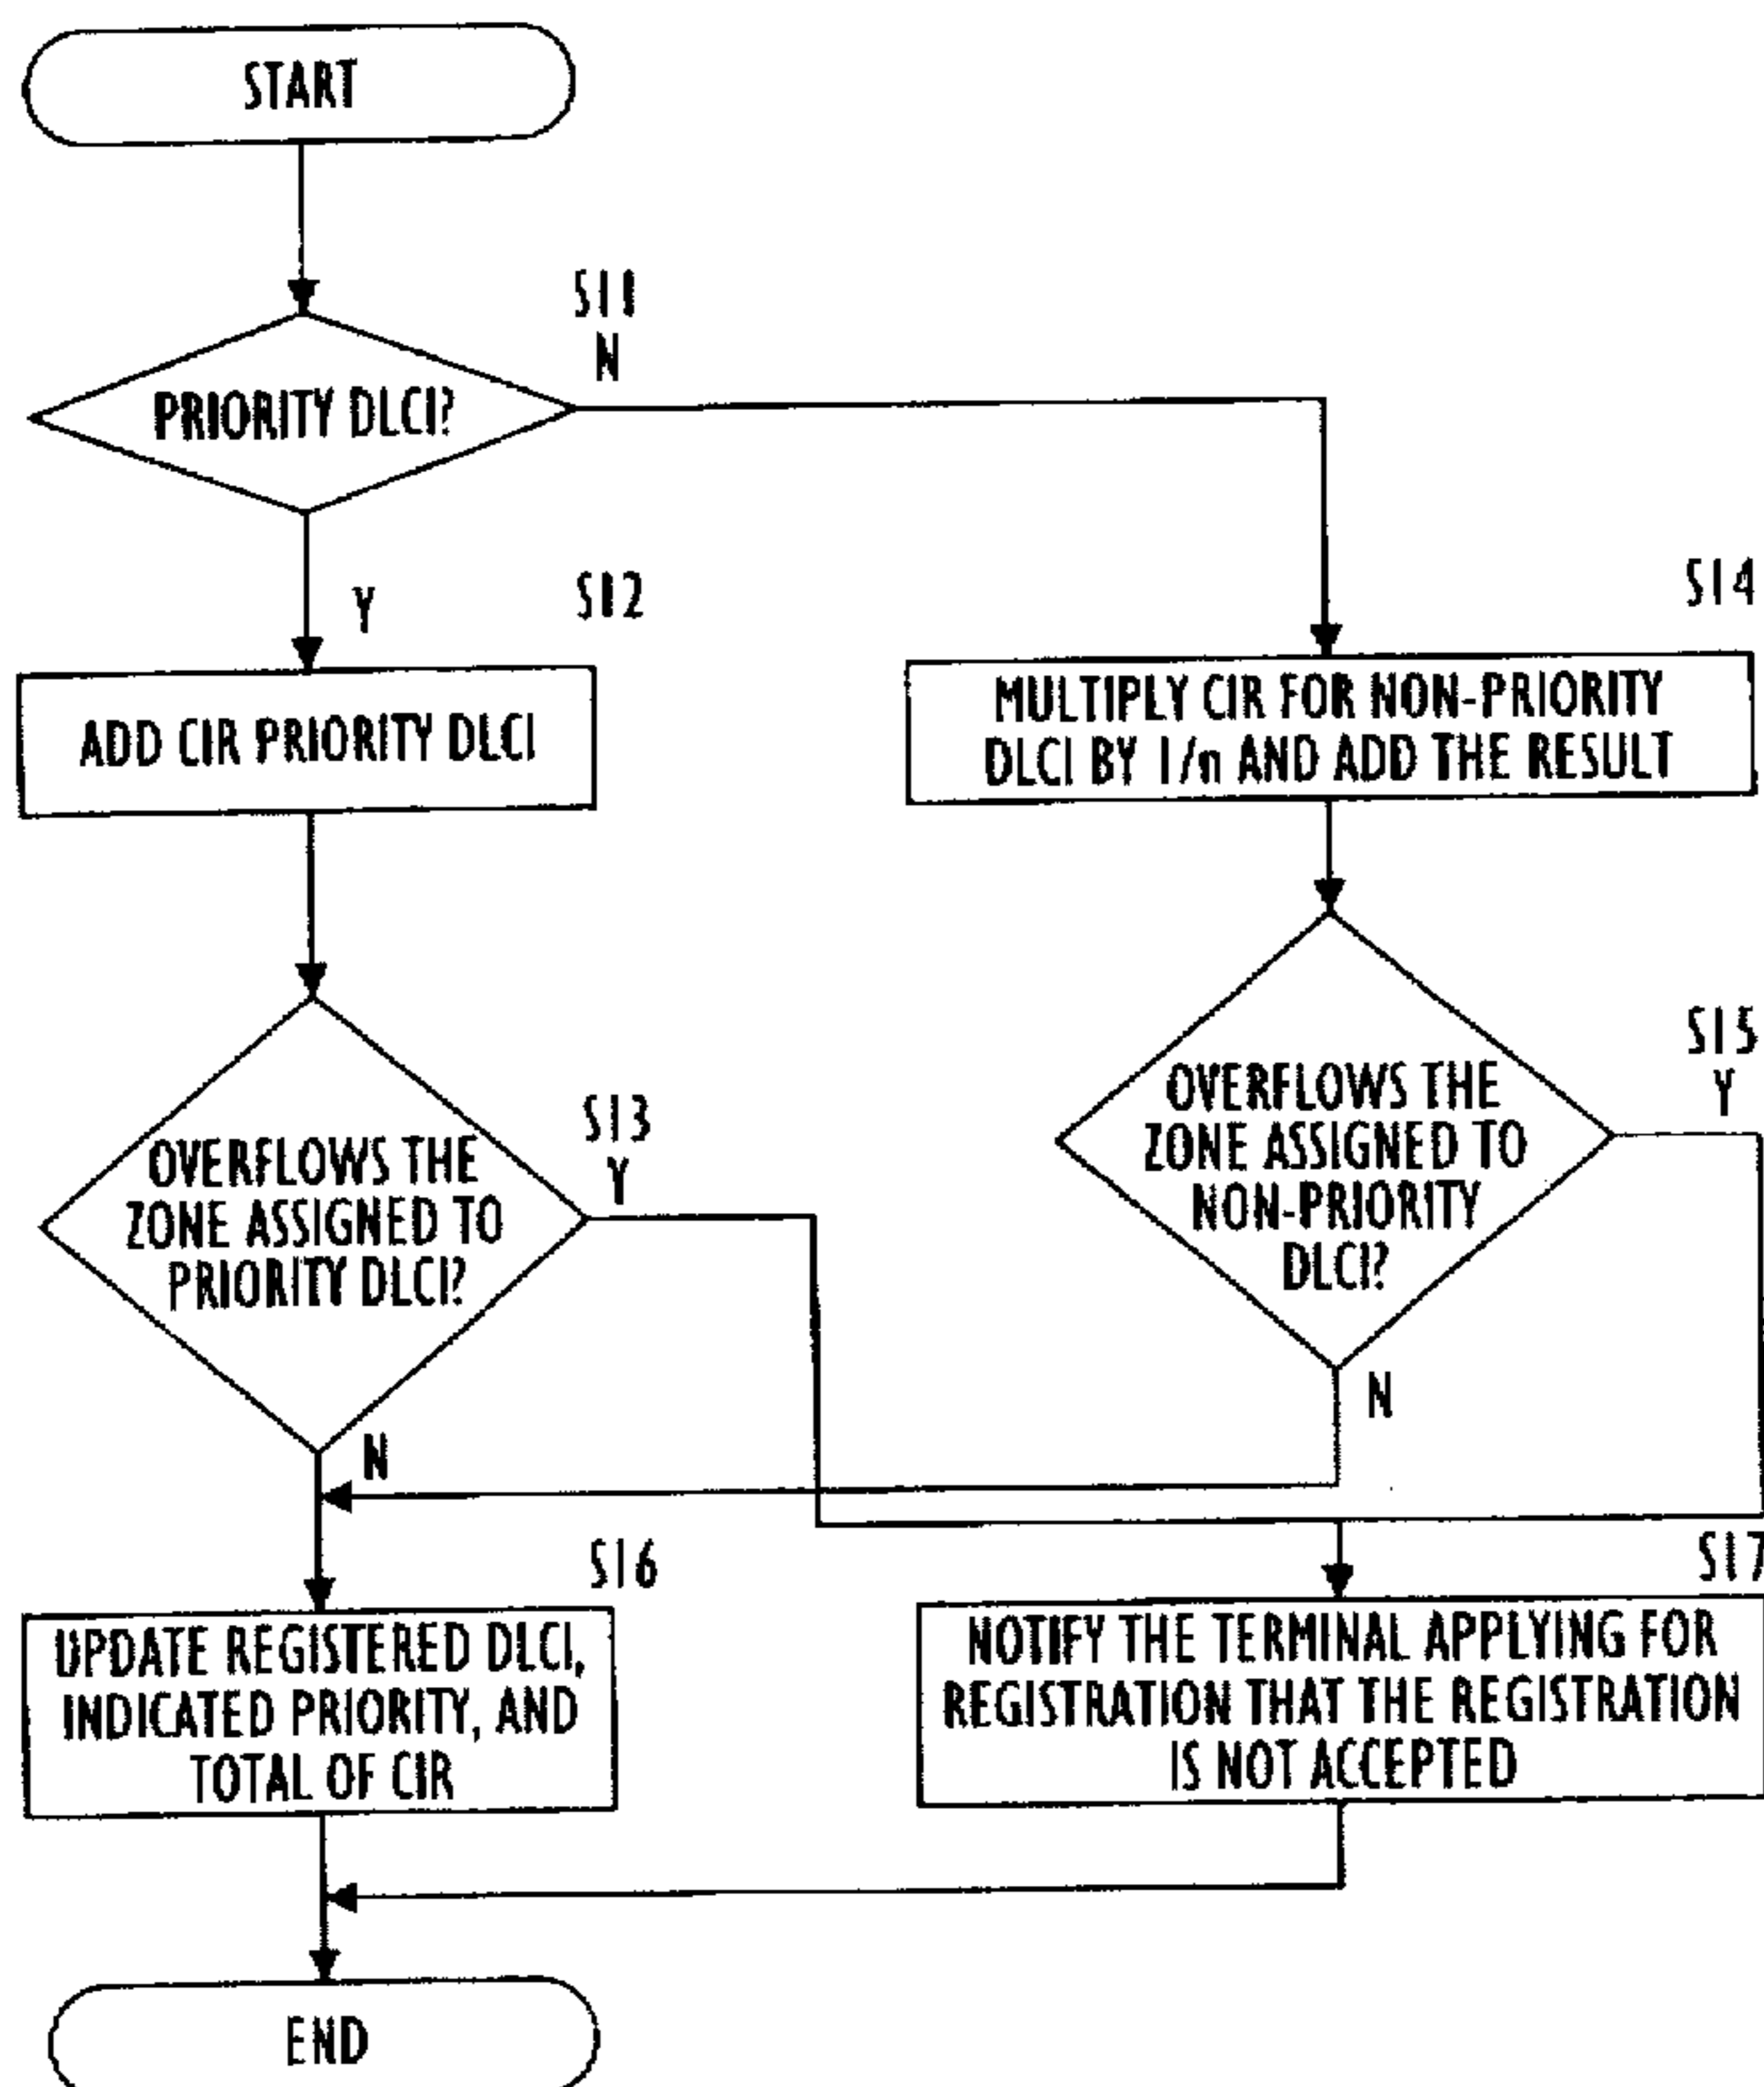 START
S11
N
PRIORITY DLCI?
Y
S12
S14
ADD CIR PRIORITY DLCI
MULTIPLY CIR FOR NON-PRIORITY
DLCI BY 1/n AND ADD THE RESULT
S13
Y
OVERFLOWS THE
ZONE ASSIGNED TO
PRIORITY DLCI?
N
S15
Y
OVERFLOWS THE
ZONE ASSIGNED TO
NON-PRIORITY
DLCI?
N
S16
UPDATE REGISTERED DLCI,
INDICATED PRIORITY, AND
TOTAL OF CIR
S17
NOTIFY THE TERMINAL APPLYING FOR
REGISTRATION THAT THE REGISTRATION
IS NOT ACCEPTED
END